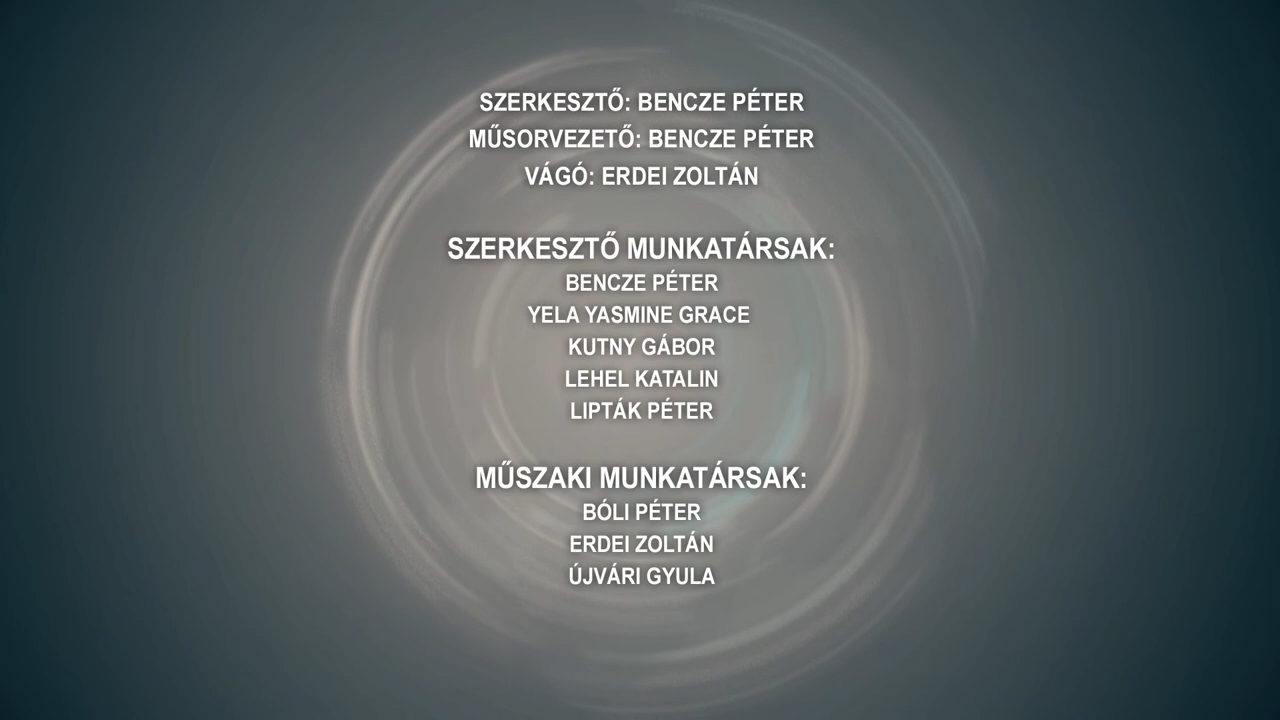 SZERKESZTŐ: BENCZE PÉTER
MŰSORVEZETŐ: BENCZE PÉTER
VÁGÓ: ERDEI ZOLTÁN
SZERKESZTŐ MUNKATÁRSAK:
BENCZE PÉTER
YELA YASMINE GRACE
KUTNY GÁBOR
LEHEL KATALIN
LIPTÁK PÉTER
MŰSZAKI MUNKATÁRSAK:
BÓLI PÉTER
ERDEI ZOLTÁN
ÚJVÁRI GYULA